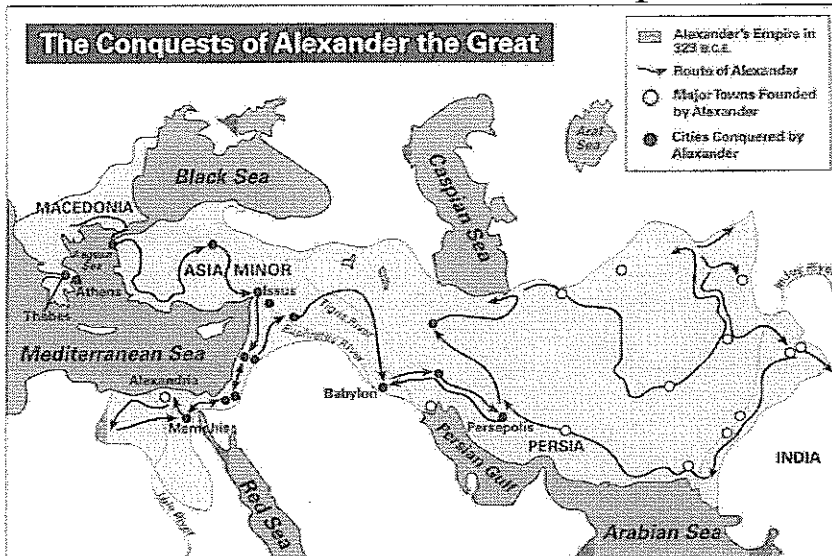 The Conquests of Alexander the Great
Alexander's Empire in
323 B.C.E.
Route of Alexander
Major Towns Founded
by Alexander
Cities Conquered by
Alexander
Black Sea
Caspian Sea
Aral
Sea
MACEDONIA
Aegean
Sea
ASIA MINOR
Athens
Thebes
Issus
Tigris River
Euphrates River
Indus River
Mediterranean Sea
Alexandria
Babylon
Memphis
Persepolis
PERSIA
INDIA
Persian Gulf
Nile River
Red Sea
Arabian Sea